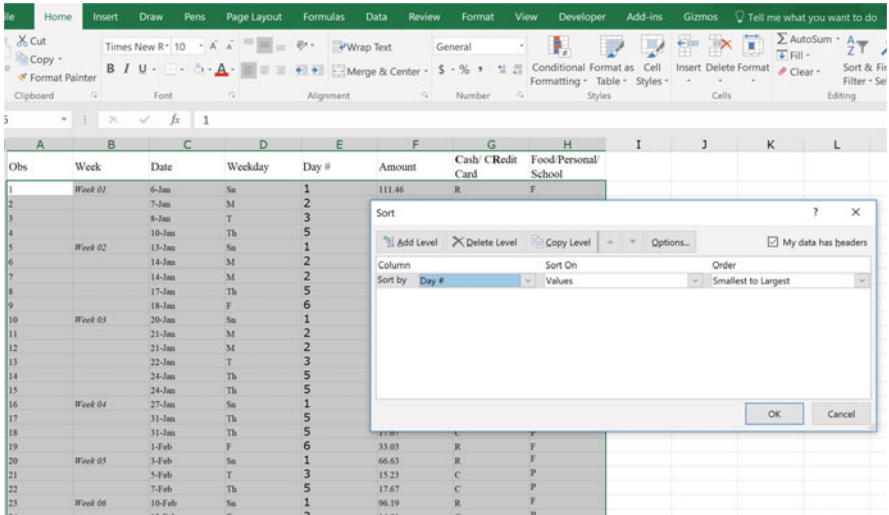 ile Home Insert Draw Pens Page Layout Formulas Data Review Format View Developer Add-ins Gizmos Tell me what you want to do
Cut
Copy
Format Painter
Clipboard
Times New R 10 A A
B I U A
Font
Wrap Text
Merge & Center
Alignment
General
$ % ,
Number
Conditional Formatting
Format as Table
Cell Styles
Styles
Insert Delete Format
Cells
AutoSum
Fill
Clear
Sort & Fi
Filter Se
Editing
fx 1
A B C D E F G H I J K L
Obs Week Date Weekday Day # Amount Cash/ CRedit Card Food/Personal/ School
1 Week 01 6-Jan Sn 1 111.46 R F
2 7-Jan M 2
3 8-Jan T 3
4 10-Jan Th 5
5 Week 02 13-Jan Sn 1
6 14-Jan M 2
7 14-Jan M 2
8 17-Jan Th 5
9 18-Jan F 6
10 Week 03 20-Jan Sn 1
11 21-Jan M 2
12 21-Jan M 2
13 22-Jan T 3
14 24-Jan Th 5
15 24-Jan Th 5
16 Week 04 27-Jan Sn 1
17 31-Jan Th 5
18 31-Jan Th 5 17.67 C P
19 1-Feb F 6 33.03 R F
20 Week 05 3-Feb Sn 1 66.63 R F
21 5-Feb T 3 15.23 C P
22 7-Feb Th 5 17.67 C P
23 Week 06 10-Feb Sn 1 96.19 R F
Sort ? ×
Add Level Delete Level Copy Level Options... My data has headers
Column Sort On Order
Sort by Day # Values Smallest to Largest
OK Cancel